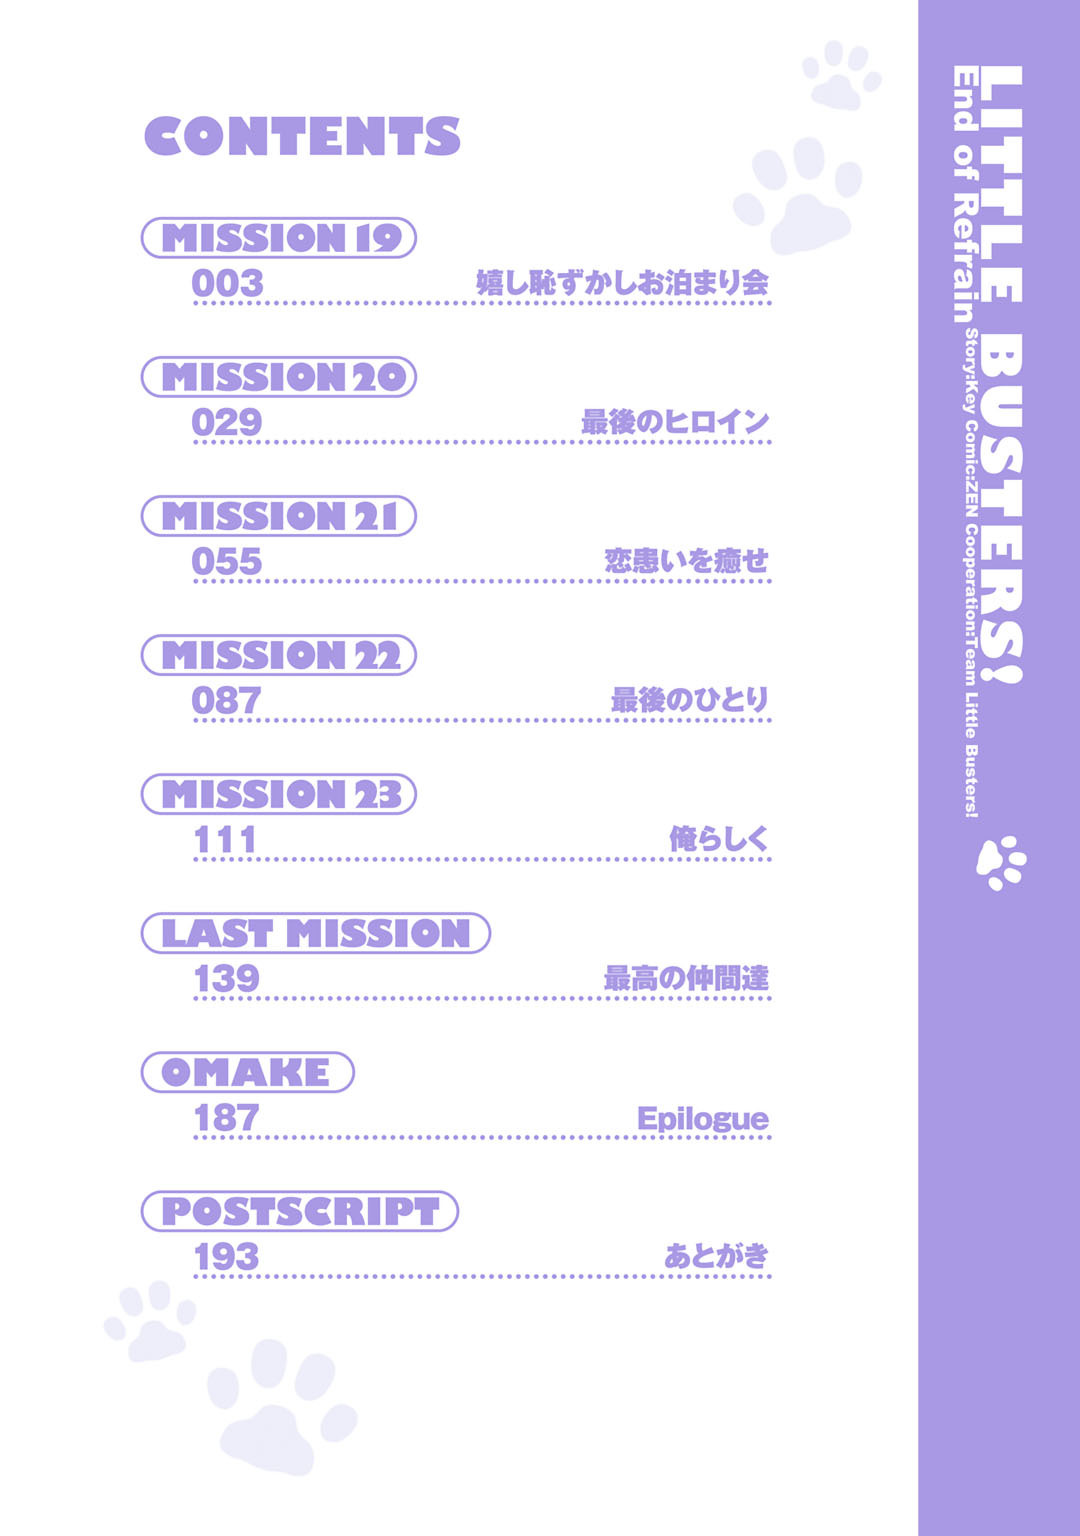 CONTENTS
MISSION 19
003 嬉し恥ずかしお泊まり会
MISSION 20
029 最後のヒロイン
MISSION 21
055 恋患いを癒せ
MISSION 22
087 最後のひとり
MISSION 23
111 俺らしく
LAST MISSION
139 最高の仲間達
OMAKE
187 Epilogue
POSTSCRIPT
193 あとがき
LITTLE BUSTERS!
End of Refrain
Story:Key Comic:ZEN Cooperation:Team Little Busters!